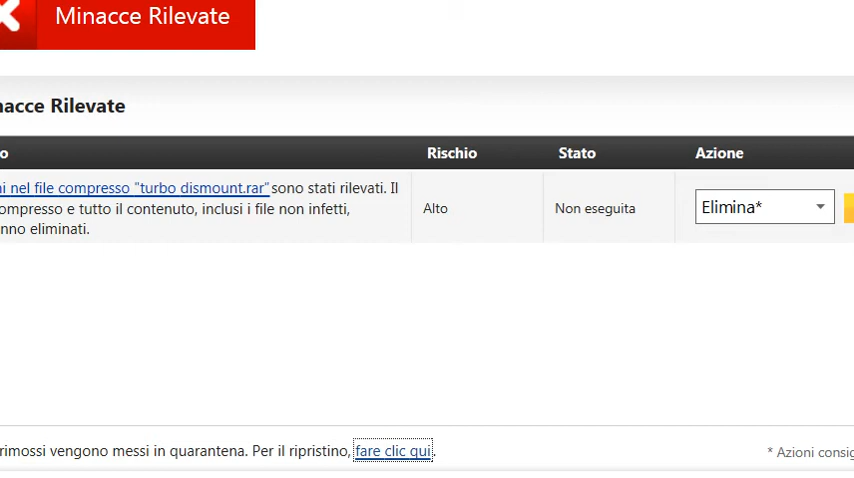 Minacce Rilevate
nacce Rilevate
o Rischio Stato Azione
ni nel file compresso "turbo dismount.rar" sono stati rilevati. Il
ompresso e tutto il contenuto, inclusi i file non infetti,
nno eliminati.
Alto Non eseguita Elimina*
rimossi vengono messi in quarantena. Per il ripristino, fare clic qui.
* Azioni consig